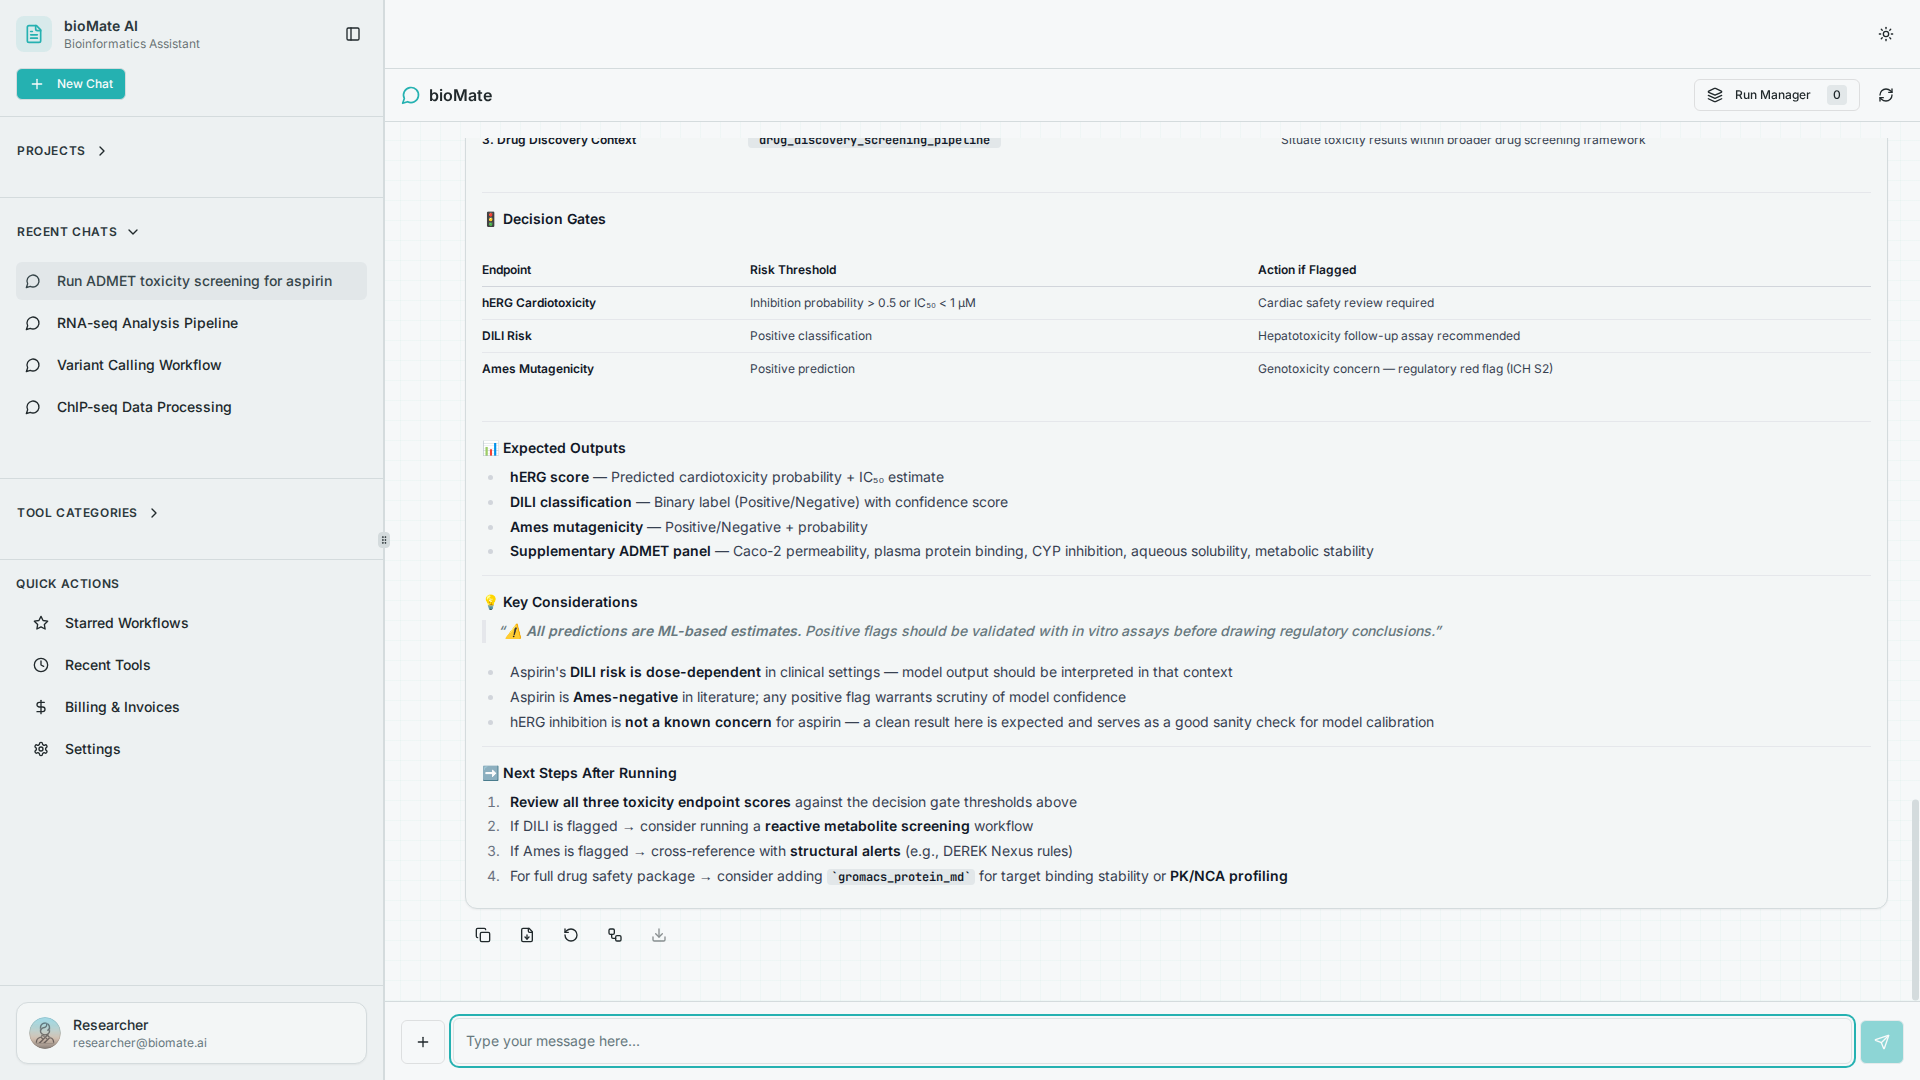 bioMate AI
Bioinformatics Assistant
New Chat
PROJECTS
RECENT CHATS
Run ADMET toxicity screening for aspirin
RNA-seq Analysis Pipeline
Variant Calling Workflow
ChIP-seq Data Processing
TOOL CATEGORIES
QUICK ACTIONS
Starred Workflows
Recent Tools
Billing & Invoices
Settings
Researcher
researcher@biomate.ai
bioMate
Run Manager 0
3. Drug Discovery Context drug_discovery_screening_pipeline Situate toxicity results within broader drug screening framework
🚦 Decision Gates
Endpoint Risk Threshold Action if Flagged
hERG Cardiotoxicity Inhibition probability > 0.5 or IC₅₀ < 1 μM Cardiac safety review required
DILI Risk Positive classification Hepatotoxicity follow-up assay recommended
Ames Mutagenicity Positive prediction Genotoxicity concern — regulatory red flag (ICH S2)
📊 Expected Outputs
hERG score — Predicted cardiotoxicity probability + IC₅₀ estimate
DILI classification — Binary label (Positive/Negative) with confidence score
Ames mutagenicity — Positive/Negative + probability
Supplementary ADMET panel — Caco-2 permeability, plasma protein binding, CYP inhibition, aqueous solubility, metabolic stability
💡 Key Considerations
“⚠️ All predictions are ML-based estimates. Positive flags should be validated with in vitro assays before drawing regulatory conclusions.”
Aspirin's DILI risk is dose-dependent in clinical settings — model output should be interpreted in that context
Aspirin is Ames-negative in literature; any positive flag warrants scrutiny of model confidence
hERG inhibition is not a known concern for aspirin — a clean result here is expected and serves as a good sanity check for model calibration
➡️ Next Steps After Running
1. Review all three toxicity endpoint scores against the decision gate thresholds above
2. If DILI is flagged → consider running a reactive metabolite screening workflow
3. If Ames is flagged → cross-reference with structural alerts (e.g., DEREK Nexus rules)
4. For full drug safety package → consider adding `gromacs_protein_md` for target binding stability or PK/NCA profiling
Type your message here...